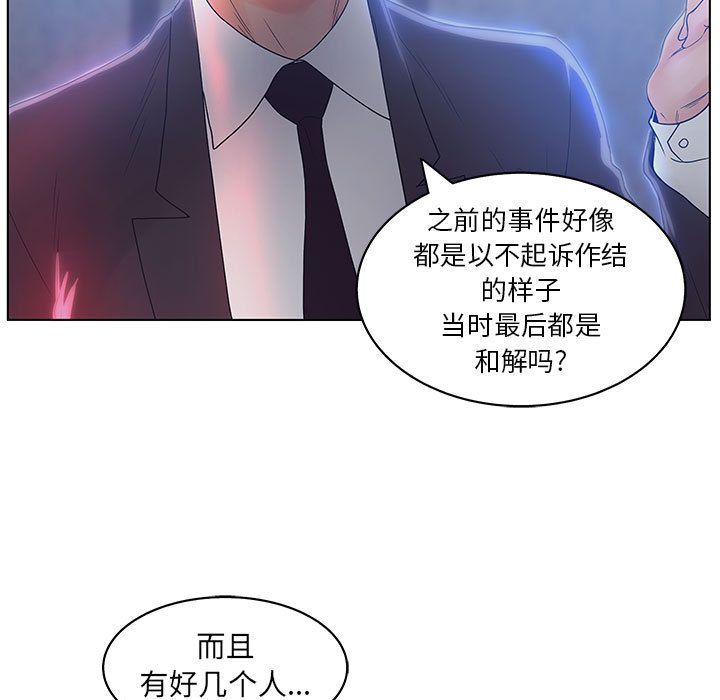 之前的事件好像
都是以不起诉作结
的样子
当时最后都是
和解吗?
而且
有好几个人...